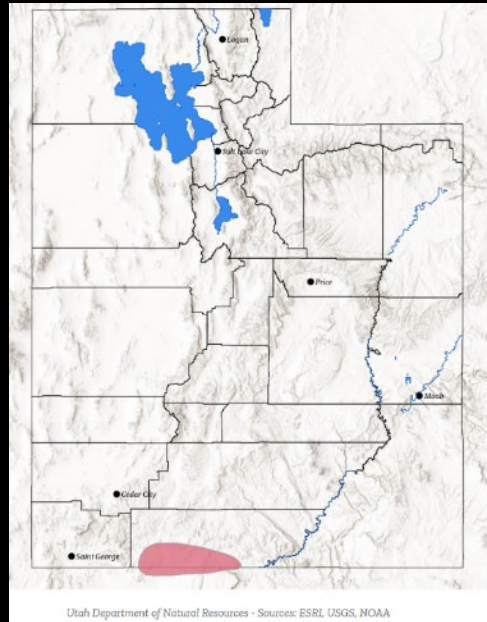 Logan
Salt Lake City
Price
Moab
Cedar City
Saint George
Utah Department of Natural Resources - Sources: ESRI, USGS, NOAA